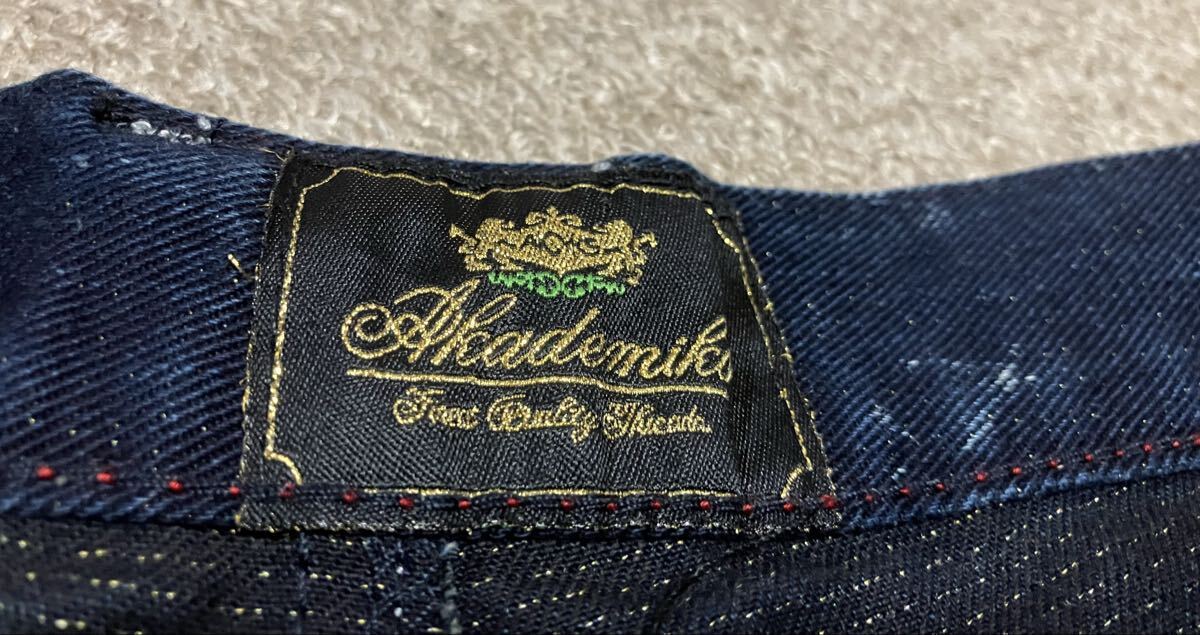 Akademiks
Finest Quality Threads